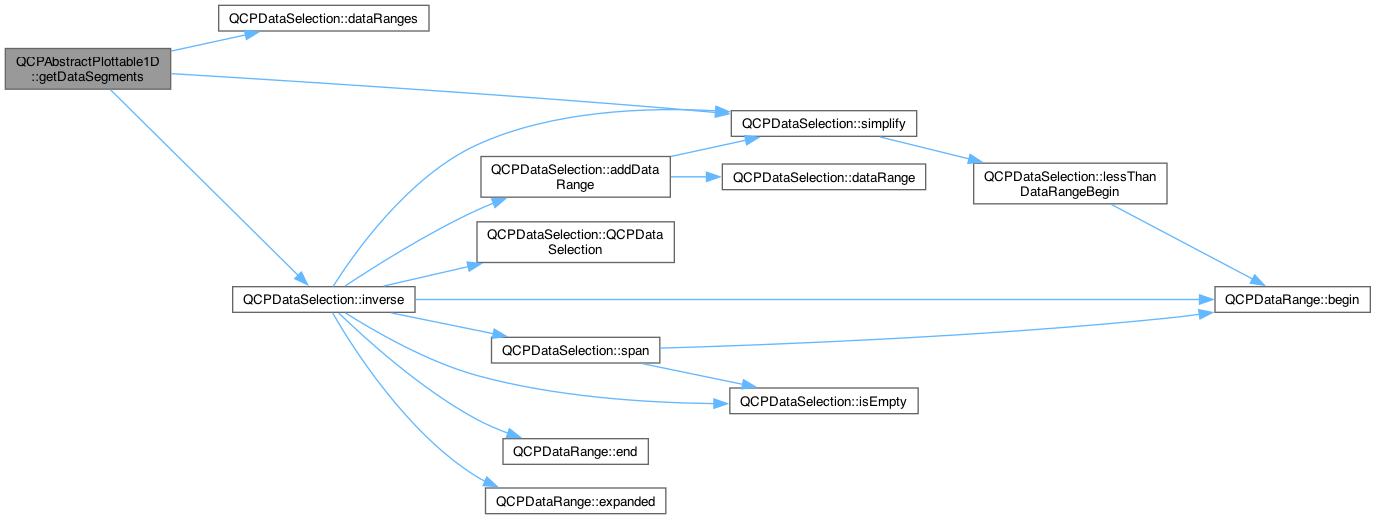 QCPDataSelection::dataRanges
QCPAbstractPlottable1D
::getDataSegments
QCPDataSelection::simplify
QCPDataSelection::addData
Range
QCPDataSelection::dataRange
QCPDataSelection::lessThan
DataRangeBegin
QCPDataSelection::QCPData
Selection
QCPDataSelection::inverse
QCPDataRange::begin
QCPDataSelection::span
QCPDataSelection::isEmpty
QCPDataRange::end
QCPDataRange::expanded